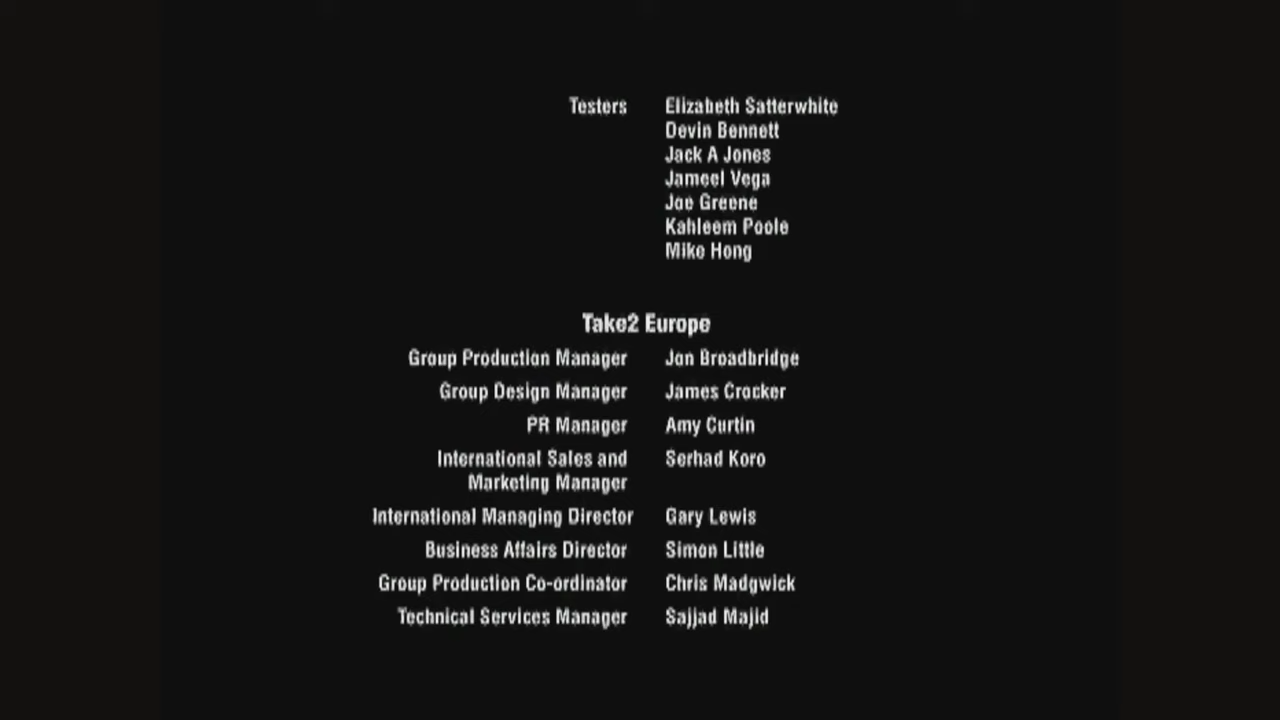 Testers Elizabeth Satterwhite
Devin Bennett
Jack A Jones
Jameel Vega
Joe Greene
Kahleem Poole
Mike Hong
Take2 Europe
Group Production Manager Jon Broadbridge
Group Design Manager James Crocker
PR Manager Amy Curtin
International Sales and Serhad Koro
Marketing Manager
International Managing Director Gary Lewis
Business Affairs Director Simon Little
Group Production Co-ordinator Chris Madgwick
Technical Services Manager Sajjad Majid